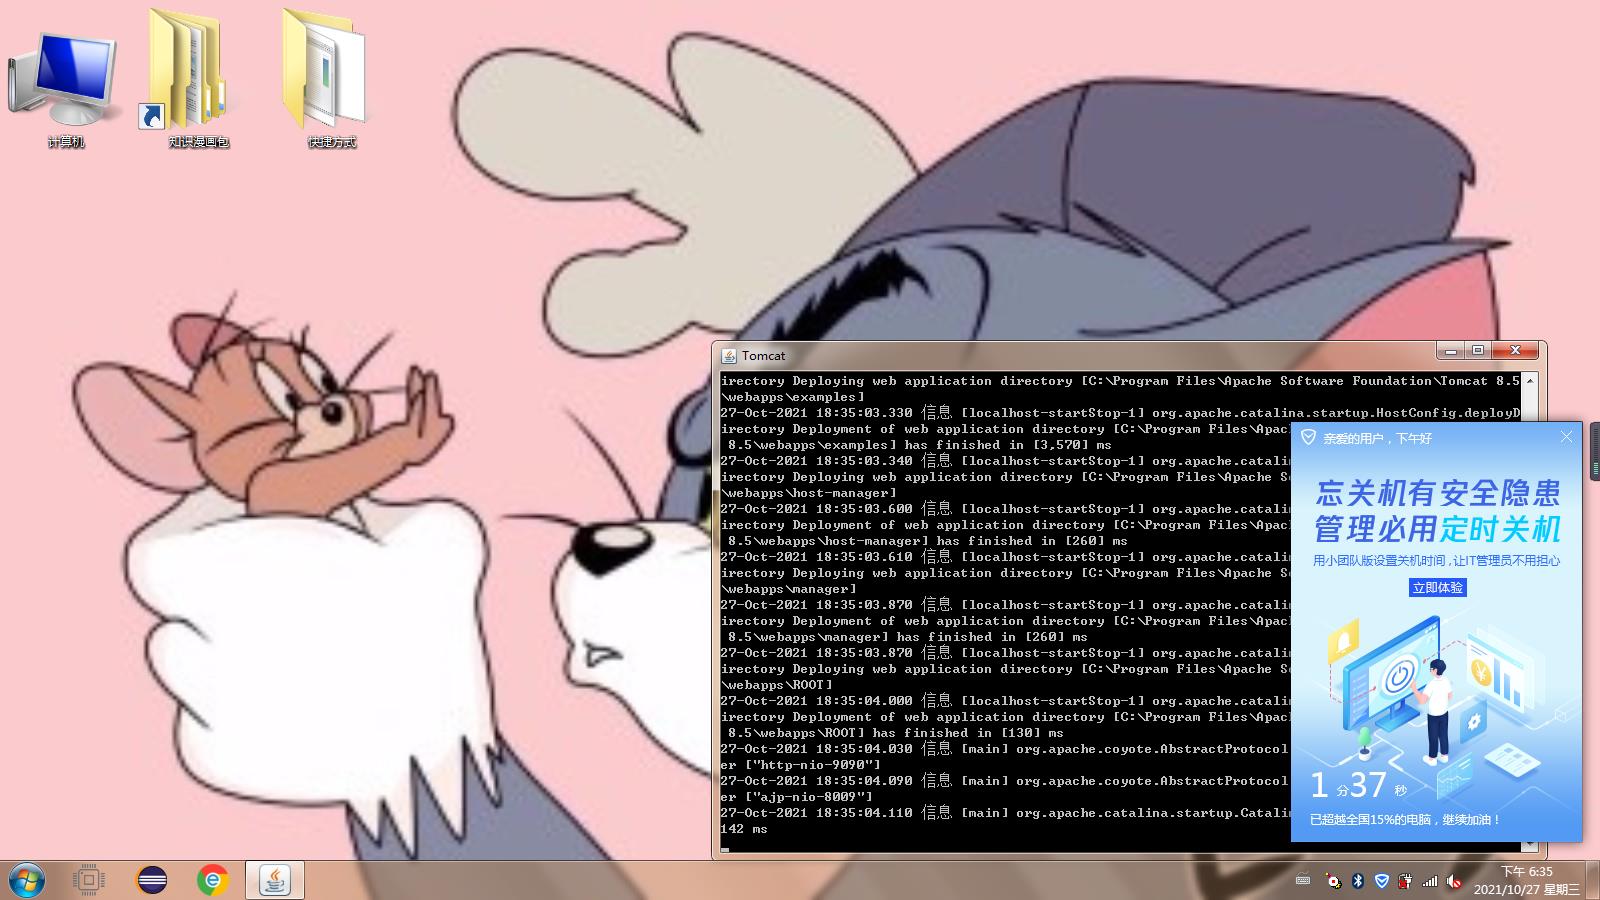 计算机
知识漫画包
快捷方式
Tomcat
irectory Deploying web application directory [C:\Program Files\Apache Software Foundation\Tomcat 8.5
\webapps\examples]
27-Oct-2021 18:35:03.330 信息 [localhost-startStop-1] org.apache.catalina.startup.HostConfig.deployD
irectory Deployment of web application directory [C:\Program Files\Apac
 8.5\webapps\examples] has finished in [3,570] ms
27-Oct-2021 18:35:03.340 信息 [localhost-startStop-1] org.apache.catali
irectory Deploying web application directory [C:\Program Files\Apache S
\webapps\host-manager]
27-Oct-2021 18:35:03.600 信息 [localhost-startStop-1] org.apache.catali
irectory Deployment of web application directory [C:\Program Files\Apac
 8.5\webapps\host-manager] has finished in [260] ms
27-Oct-2021 18:35:03.610 信息 [localhost-startStop-1] org.apache.catali
irectory Deploying web application directory [C:\Program Files\Apache S
\webapps\manager]
27-Oct-2021 18:35:03.870 信息 [localhost-startStop-1] org.apache.catali
irectory Deployment of web application directory [C:\Program Files\Apac
 8.5\webapps\manager] has finished in [260] ms
27-Oct-2021 18:35:03.870 信息 [localhost-startStop-1] org.apache.catali
irectory Deploying web application directory [C:\Program Files\Apache S
\webapps\ROOT]
27-Oct-2021 18:35:04.000 信息 [localhost-startStop-1] org.apache.catali
irectory Deployment of web application directory [C:\Program Files\Apac
 8.5\webapps\ROOT] has finished in [130] ms
27-Oct-2021 18:35:04.030 信息 [main] org.apache.coyote.AbstractProtocol
er ["http-nio-9090"]
27-Oct-2021 18:35:04.090 信息 [main] org.apache.coyote.AbstractProtocol
er ["ajp-nio-8009"]
27-Oct-2021 18:35:04.110 信息 [main] org.apache.catalina.startup.Catali
142 ms
亲爱的用户，下午好
忘关机有安全隐患
管理必用定时关机
用小团队版设置关机时间，让IT管理员不用担心
立即体验
1分37秒
已超越全国15%的电脑，继续加油！
下午 6:35
2021/10/27 星期三